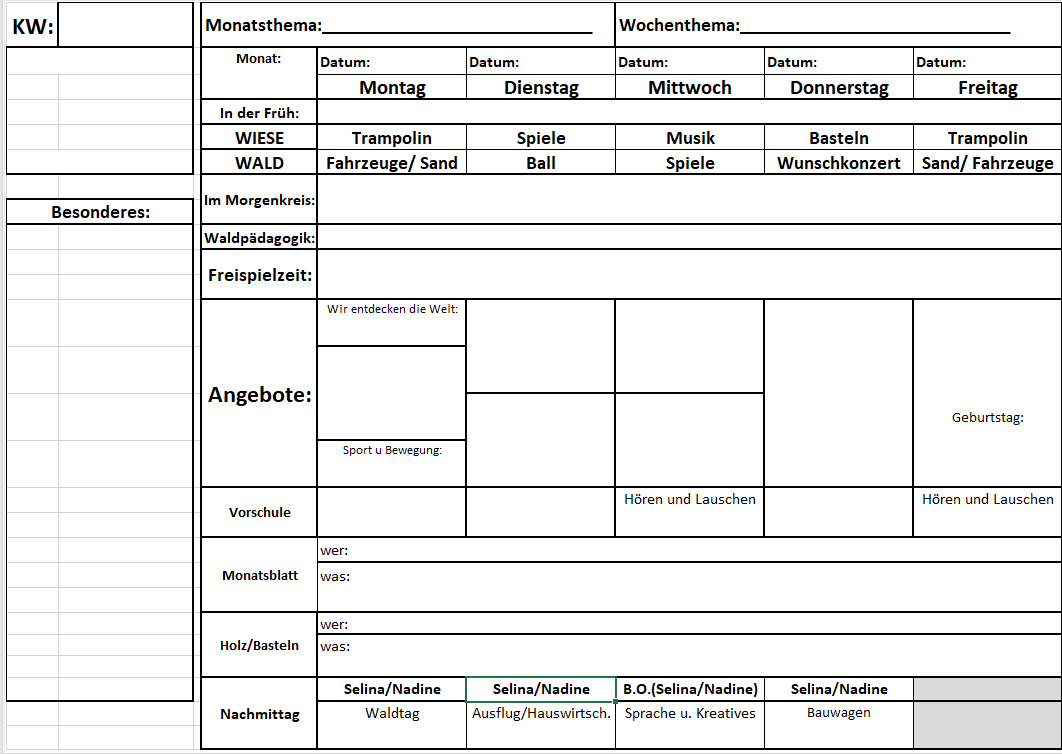 KW:
Monatsthema:
Wochenthema:
Monat:
Datum: Datum: Datum: Datum: Datum:
Montag Dienstag Mittwoch Donnerstag Freitag
In der Früh:
WIESE Trampolin Spiele Musik Basteln Trampolin
WALD Fahrzeuge/ Sand Ball Spiele Wunschkonzert Sand/ Fahrzeuge
Im Morgenkreis:
Besonderes:
Waldpädagogik:
Freispielzeit:
Wir entdecken die Welt:
Angebote:
Geburtstag:
Sport u Bewegung:
Hören und Lauschen Hören und Lauschen
Vorschule
wer:
Monatsblatt
was:
wer:
Holz/Basteln
was:
Selina/Nadine Selina/Nadine B.O.(Selina/Nadine) Selina/Nadine
Nachmittag
Waldtag Ausflug/Hauswirtsch. Sprache u. Kreatives Bauwagen